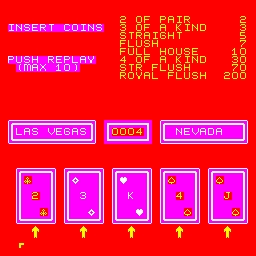 2 OF PAIR 2
INSERT COINS 3 OF A KIND 3
STRAIGHT 5
FLUSH 7
FULL HOUSE 10
PUSH REPLAY 4 OF A KIND 30
(MAX 10) STR FLUSH 70
ROYAL FLUSH 200
LAS VEGAS 0004 NEVADA
2 3 K 4 J